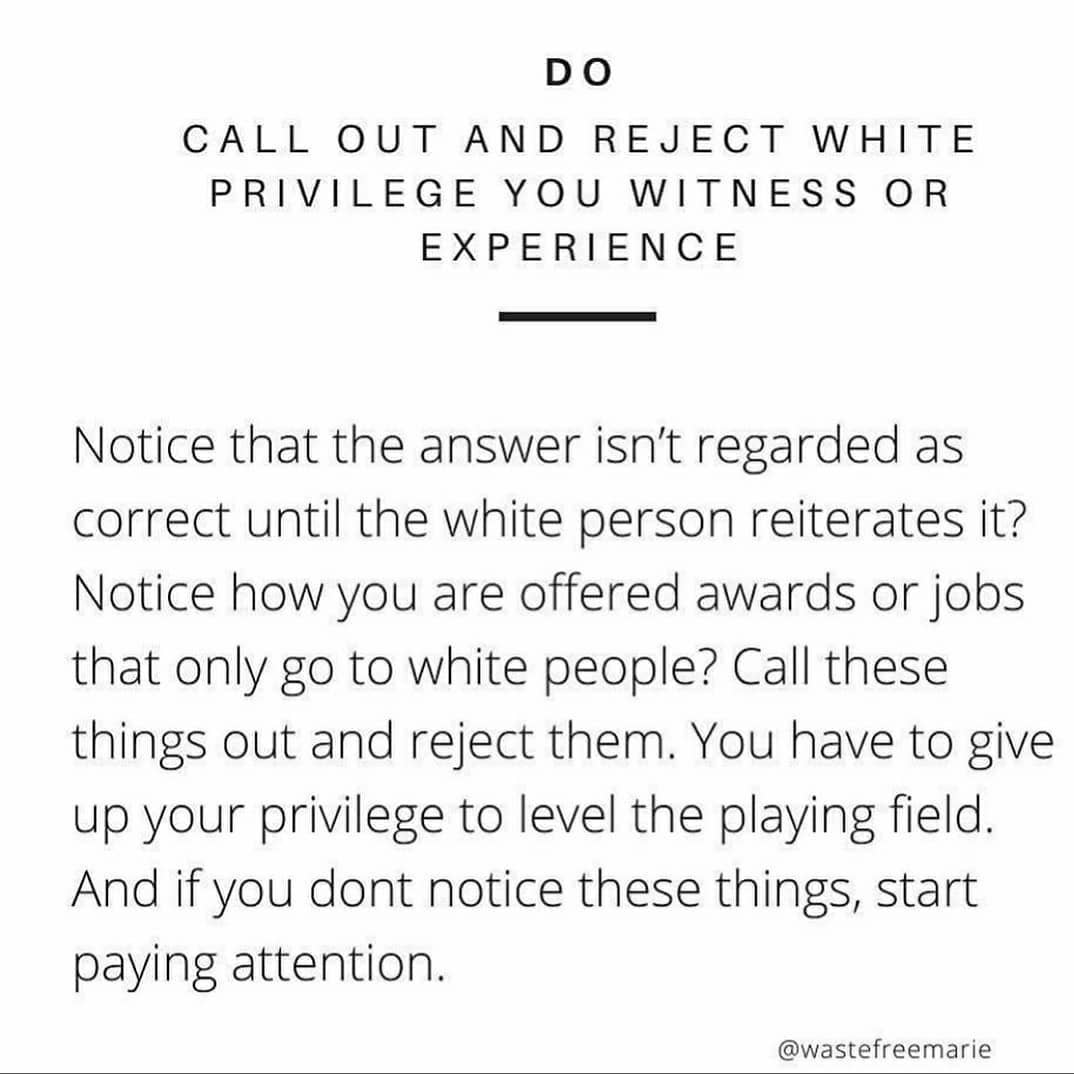 DO
CALL OUT AND REJECT WHITE
PRIVILEGE YOU WITNESS OR
EXPERIENCE
Notice that the answer isn’t regarded as
correct until the white person reiterates it?
Notice how you are offered awards or jobs
that only go to white people? Call these
things out and reject them. You have to give
up your privilege to level the playing field.
And if you dont notice these things, start
paying attention.
@wastefreemarie